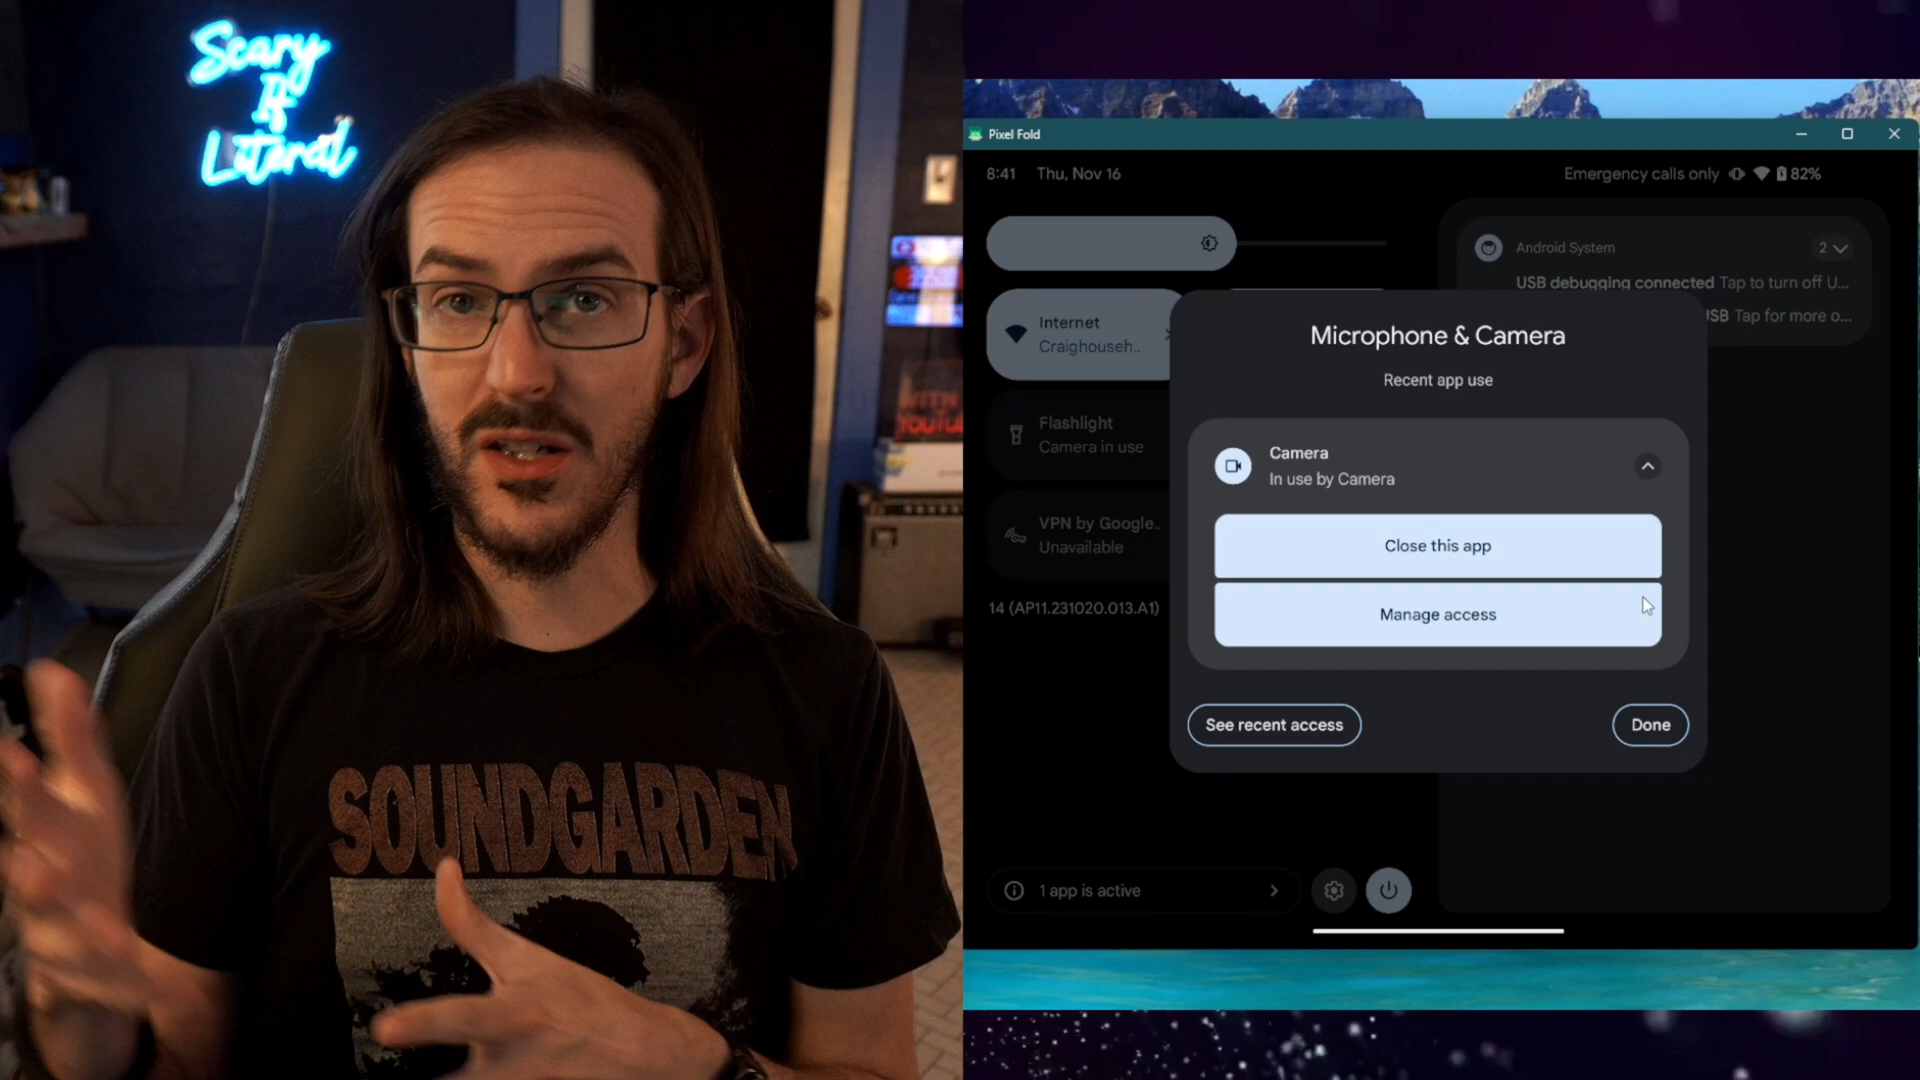 Scary
If
Literal
WITH
SOUNDGARDEN
Pixel Fold
8:41 Thu, Nov 16
Emergency calls only 82%
Android System
2
USB debugging connected Tap to turn off U...
USB Tap for more o...
Internet
Craighouseh..
Flashlight
Camera in use
VPN by Google..
Unavailable
14 (AP11.231020.013.A1)
Microphone & Camera
Recent app use
Camera
In use by Camera
Close this app
Manage access
See recent access
Done
1 app is active